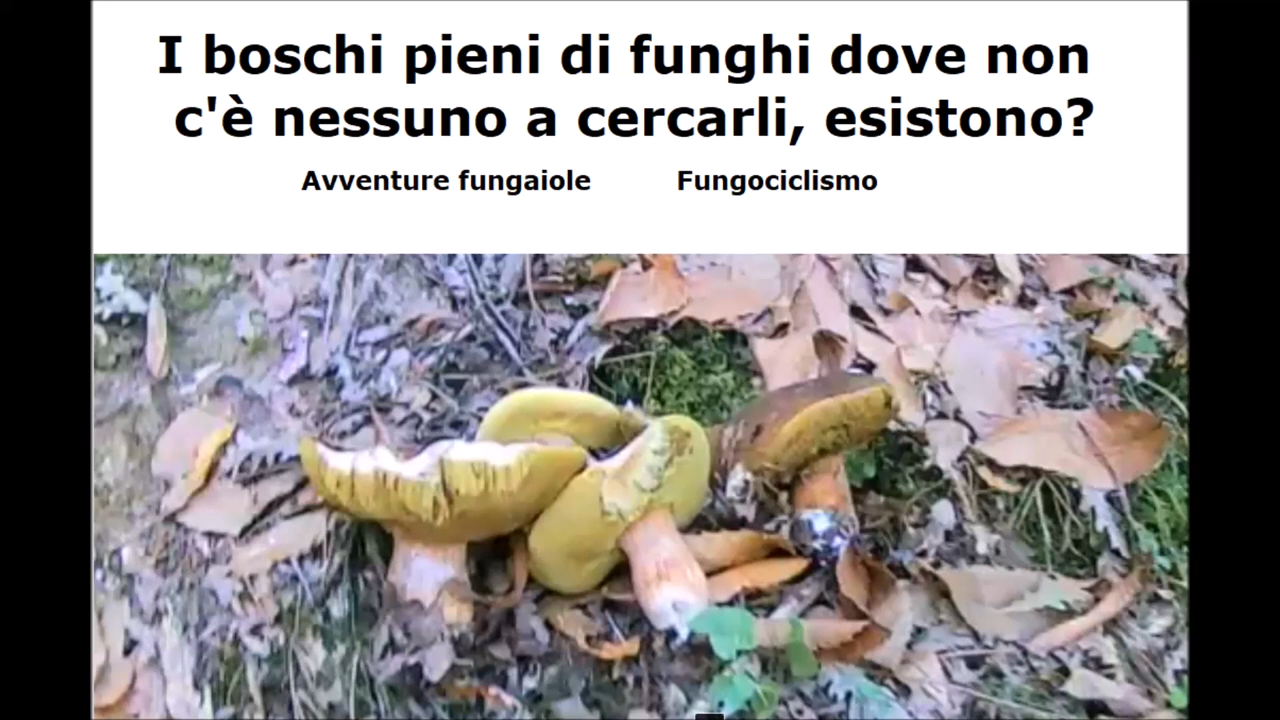 I boschi pieni di funghi dove non
c'è nessuno a cercarli, esistono?
Avventure fungaiole Fungociclismo